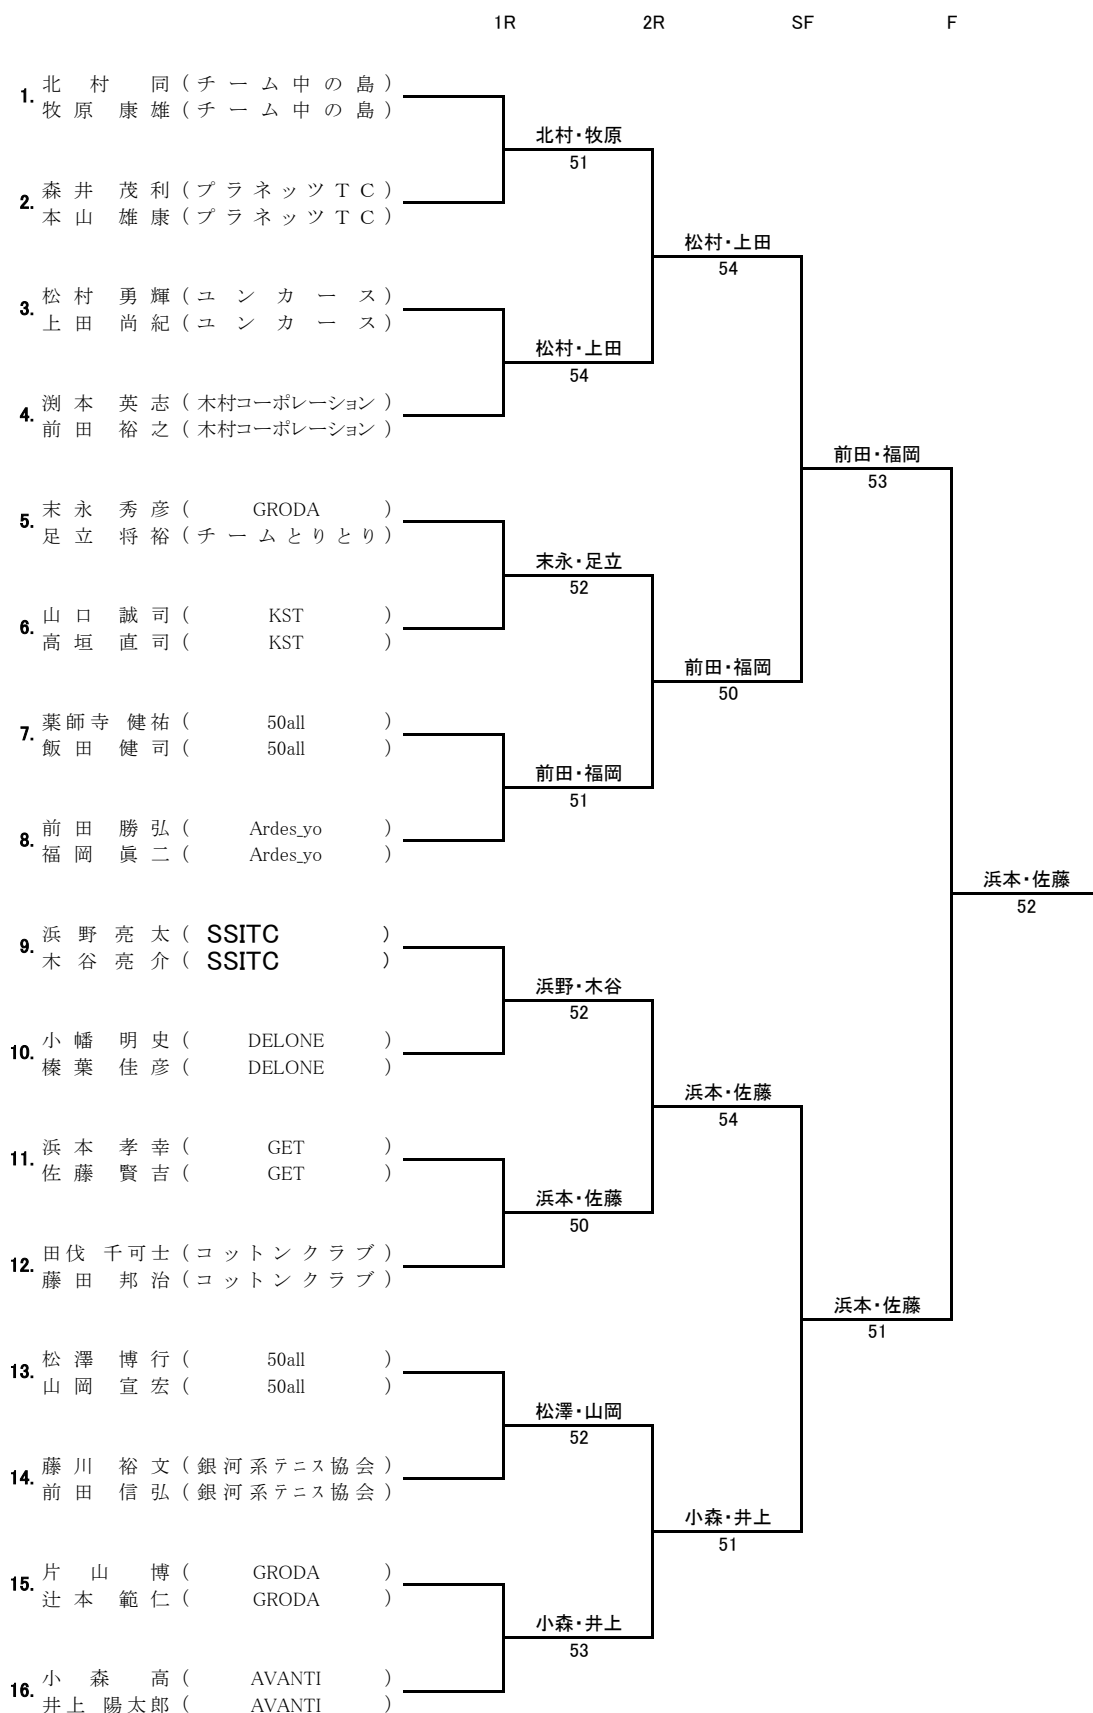 1R 2R SF F
1. 北村 同 (チーム中の島)
牧原 康雄 (チーム中の島)
北村・牧原
51
2. 森井 茂利 (プラネッツTC)
本山 雄康 (プラネッツTC)
松村・上田
54
3. 松村 勇輝 (ユンカース)
上田 尚紀 (ユンカース)
松村・上田
54
4. 渕本 英志 (木村コーポレーション)
前田 裕之 (木村コーポレーション)
前田・福岡
53
5. 末永 秀彦 (GRODA)
足立 将裕 (チームとりとり)
末永・足立
52
6. 山口 誠司 (KST)
高垣 直司 (KST)
前田・福岡
50
7. 薬師寺 健祐 (50all)
飯田 健司 (50all)
前田・福岡
51
8. 前田 勝弘 (Ardes_yo)
福岡 眞二 (Ardes_yo)
浜本・佐藤
52
9. 浜野 亮太 (SSITC)
木谷 亮介 (SSITC)
浜野・木谷
52
10. 小幡 明史 (DELONE)
榛葉 佳彦 (DELONE)
浜本・佐藤
54
11. 浜本 孝幸 (GET)
佐藤 賢吉 (GET)
浜本・佐藤
50
12. 田伐 千可士 (コットンクラブ)
藤田 邦治 (コットンクラブ)
浜本・佐藤
51
13. 松澤 博行 (50all)
山岡 宣宏 (50all)
松澤・山岡
52
14. 藤川 裕文 (銀河系テニス協会)
前田 信弘 (銀河系テニス協会)
小森・井上
51
15. 片山 博 (GRODA)
辻本 範仁 (GRODA)
小森・井上
53
16. 小森 高 (AVANTI)
井上 陽太郎 (AVANTI)